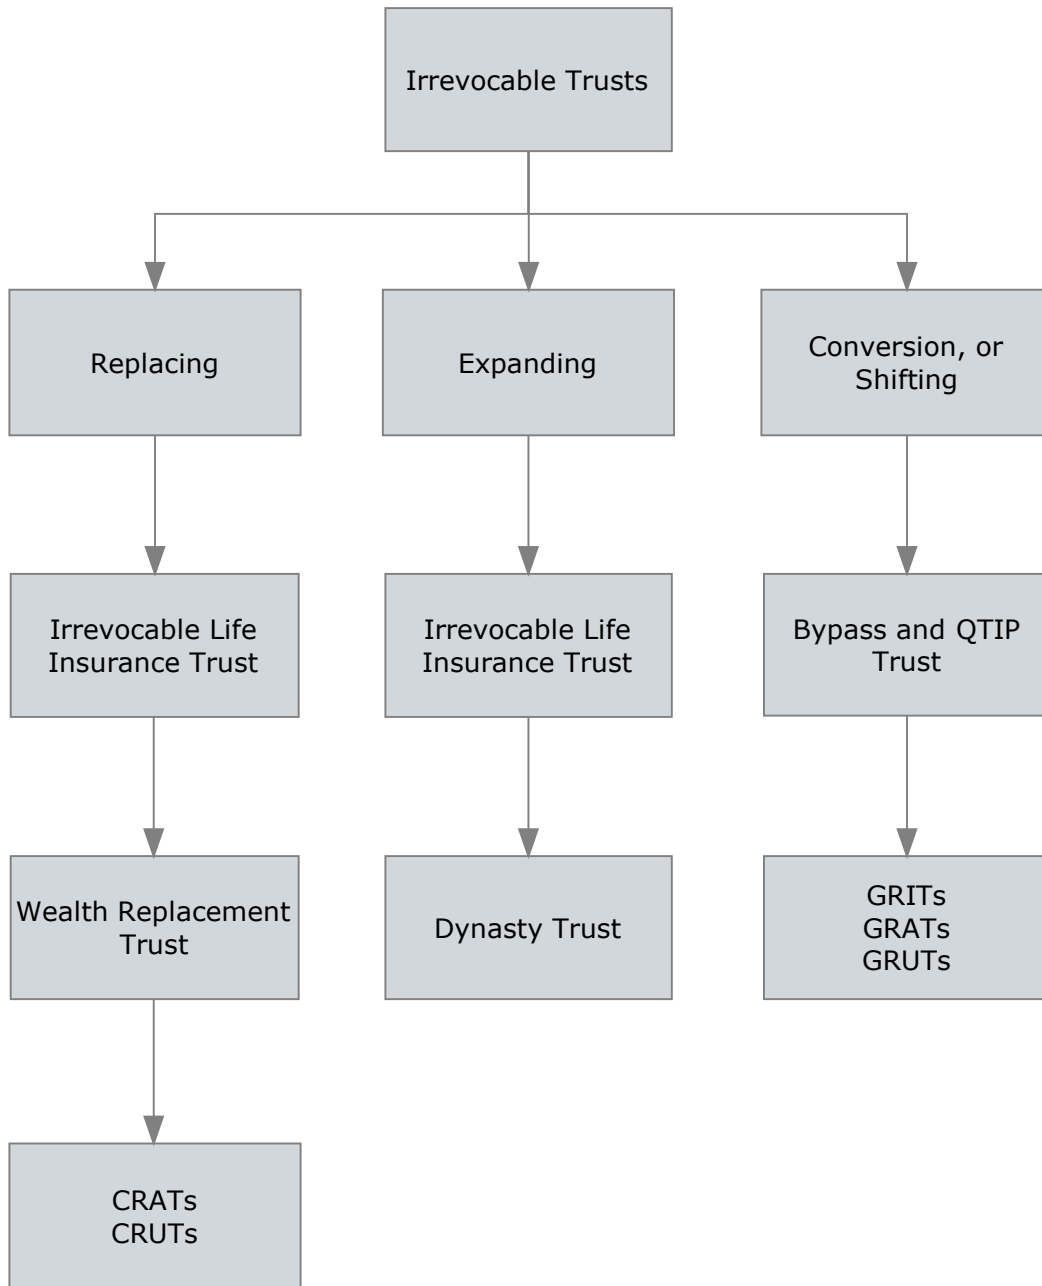 Irrevocable Trusts
Replacing
Expanding
Conversion, or
Shifting
Irrevocable Life
Insurance Trust
Irrevocable Life
Insurance Trust
Bypass and QTIP
Trust
Wealth Replacement
Trust
Dynasty Trust
GRITs
GRATs
GRUTs
CRATs
CRUTs